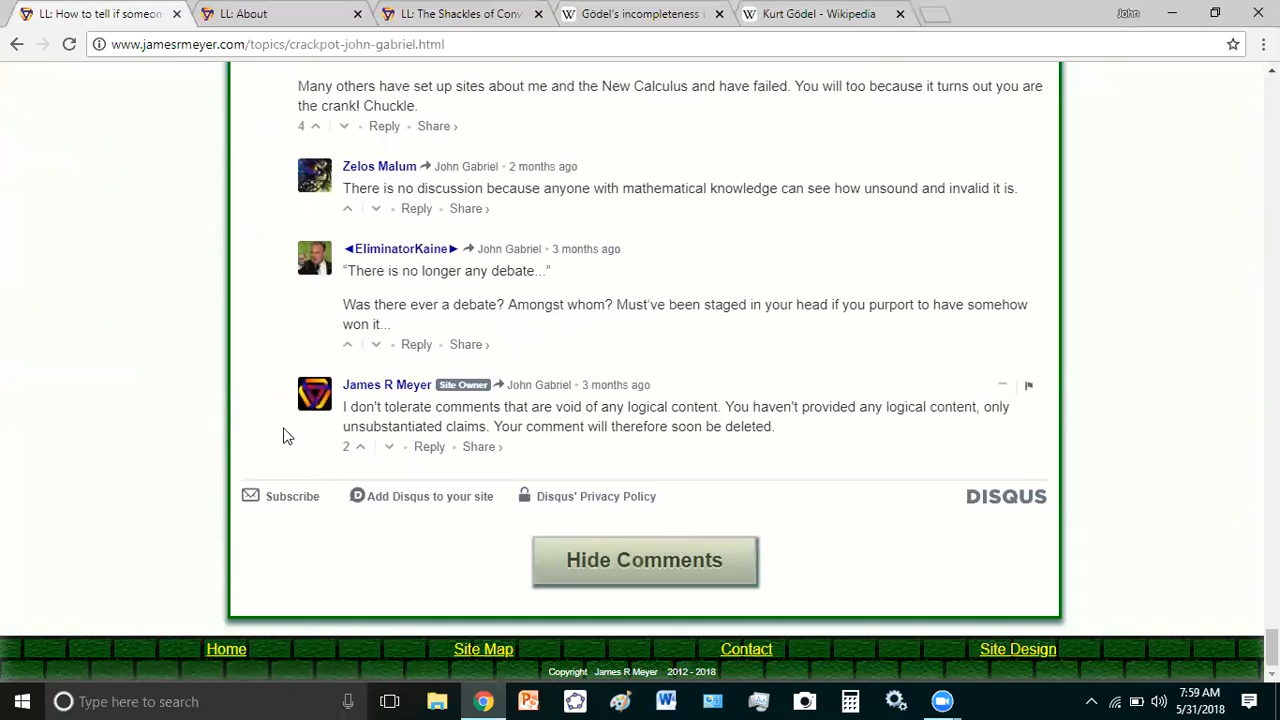 LL: How to tell if someon
LL: About
LL: The Shackles of Conv
Gödel's incompleteness
Kurt Gödel - Wikipedia
John
www.jamesrmeyer.com/topics/crackpot-john-gabriel.html
Many others have set up sites about me and the New Calculus and have failed. You will too because it turns out you are
the crank! Chuckle.
4 Reply Share ›
Zelos Malum John Gabriel • 2 months ago
There is no discussion because anyone with mathematical knowledge can see how unsound and invalid it is.
Reply Share ›
◄EliminatorKaine► John Gabriel • 3 months ago
“There is no longer any debate...”
Was there ever a debate? Amongst whom? Must've been staged in your head if you purport to have somehow
won it...
Reply Share ›
James R Meyer Site Owner John Gabriel • 3 months ago
I don't tolerate comments that are void of any logical content. You haven't provided any logical content, only
unsubstantiated claims. Your comment will therefore soon be deleted.
2 Reply Share ›
Subscribe Add Disqus to your site Disqus' Privacy Policy DISQUS
Hide Comments
Home Site Map Contact Site Design
Copyright James R Meyer 2012 - 2018
Type here to search
7:59 AM
5/31/2018